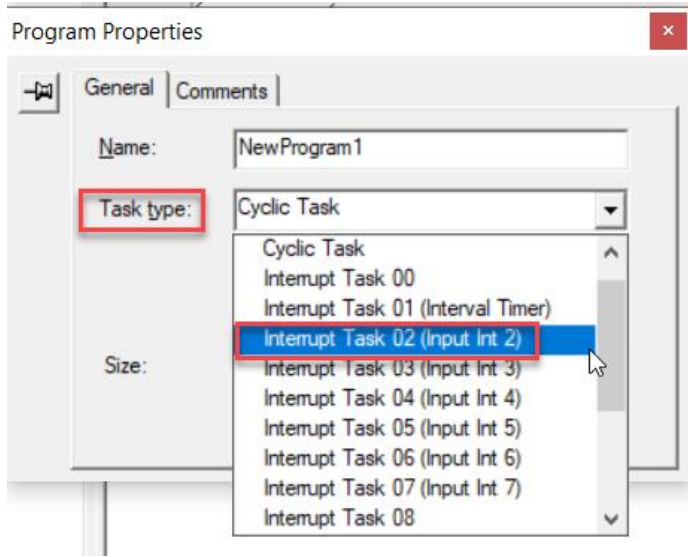 Program Properties
General
Comments
Name:
NewProgram1
Task type:
Cyclic Task
Cyclic Task
Interrupt Task 00
Interrupt Task 01 (Interval Timer)
Interrupt Task 02 (Input Int 2)
Interrupt Task 03 (Input Int 3)
Size:
Interrupt Task 04 (Input Int 4)
Interrupt Task 05 (Input Int 5)
Interrupt Task 06 (Input Int 6)
Interrupt Task 07 (Input Int 7)
Interrupt Task 08